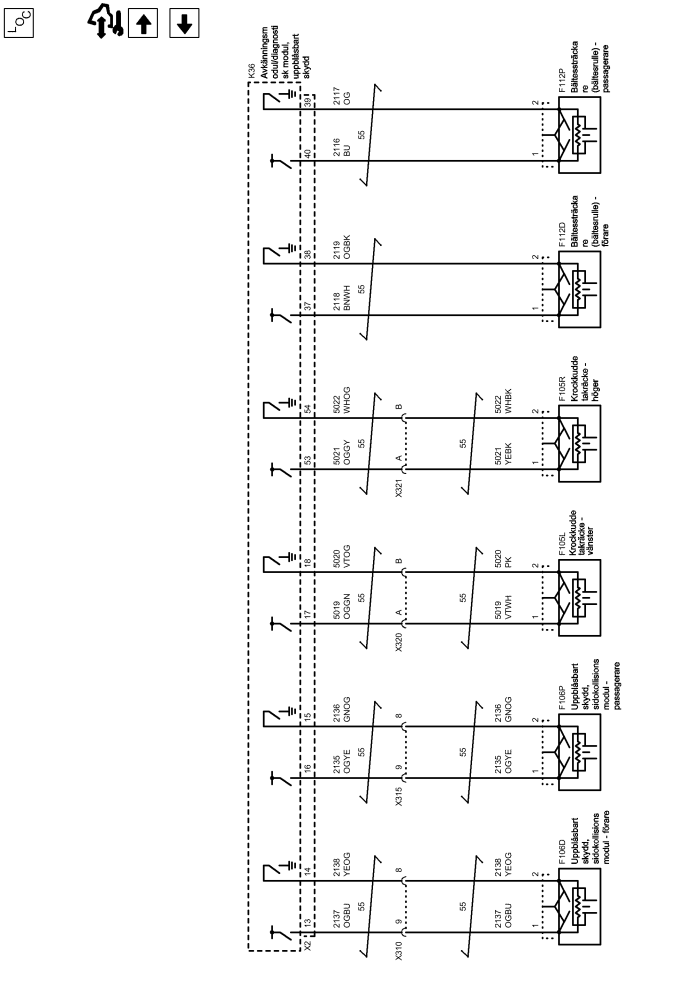 LOC
K36
Avkänningsm
odul/diagnosti
sk modul,
uppblåsbart
skydd
X2
13
14
16
15
17
18
53
54
37
38
40
39
2137
OGBU
2138
YEOG
2135
OGYE
2136
GNOG
5019
OGGN
5020
VTOG
5021
OGGY
5022
WHOG
2118
BNWH
2119
OGBK
2116
BU
2117
OG
55
55
55
55
55
55
X310
9
8
X315
9
8
X320
A
B
X321
A
B
55
55
55
55
2137
OGBU
2138
YEOG
2135
OGYE
2136
GNOG
5019
VTWH
5020
PK
5021
YEBK
5022
WHBK
1
2
1
2
1
2
1
2
1
2
1
2
F106D
Uppblåsbart
skydd,
sidokollisions
modul - förare
F106P
Uppblåsbart
skydd,
sidokollisions
modul -
passagerare
F105L
Krockkudde
takräcke -
vänster
F105R
Krockkudde
takräcke -
höger
F112D
Bältessträcka
re
(bältesrulle) -
förare
F112P
Bältessträcka
re
(bältesrulle) -
passagerare